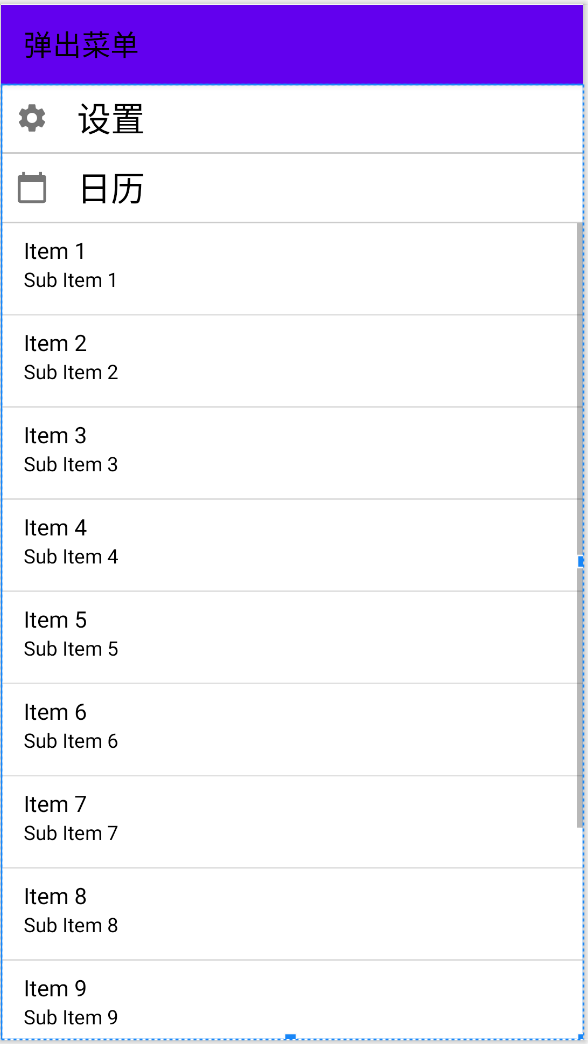 弹出菜单
设置
日历
Item 1
Sub Item 1
Item 2
Sub Item 2
Item 3
Sub Item 3
Item 4
Sub Item 4
Item 5
Sub Item 5
Item 6
Sub Item 6
Item 7
Sub Item 7
Item 8
Sub Item 8
Item 9
Sub Item 9